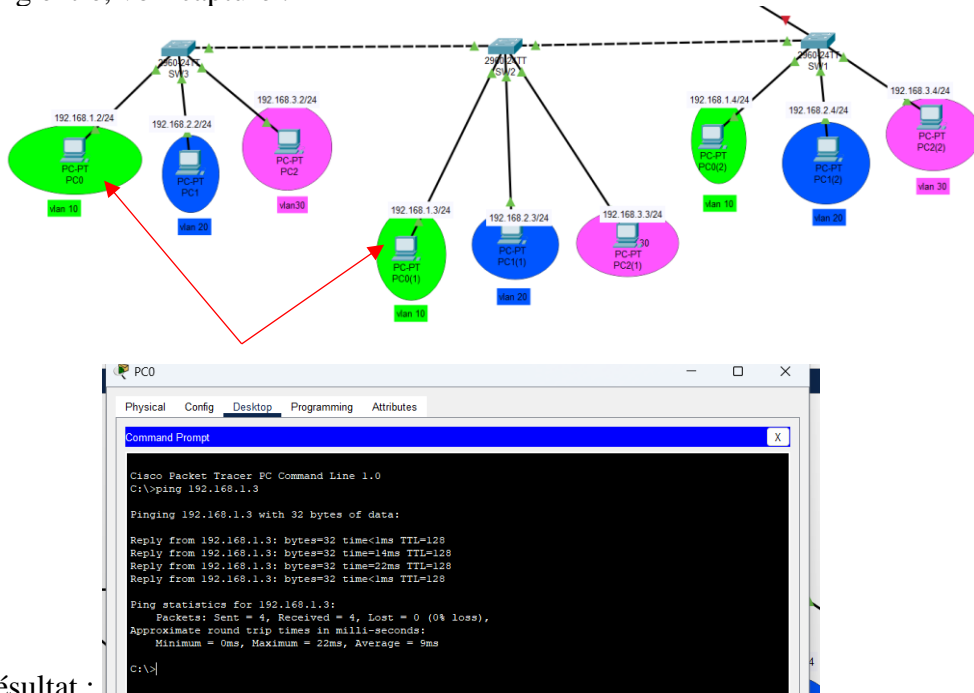 2960-24TT
SW3
2960-24TT
SW2
2960-24TT
SW1
192.168.1.2/24
192.168.2.2/24
192.168.3.2/24
PC-PT
PC0
vlan 10
PC-PT
PC1
vlan 20
PC-PT
PC2
vlan30
192.168.1.3/24
192.168.2.3/24
192.168.3.3/24
PC-PT
PC0(1)
vlan 10
PC-PT
PC1(1)
vlan 20
30
PC-PT
PC2(1)
192.168.1.4/24
192.168.2.4/24
192.168.3.4/24
PC-PT
PC0(2)
vlan 10
PC-PT
PC1(2)
vlan 20
PC-PT
PC2(2)
vlan 30
PC0
Physical Config Desktop Programming Attributes
Command Prompt
X
Cisco Packet Tracer PC Command Line 1.0
C:\>ping 192.168.1.3
Pinging 192.168.1.3 with 32 bytes of data:
Reply from 192.168.1.3: bytes=32 time<1ms TTL=128
Reply from 192.168.1.3: bytes=32 time=14ms TTL=128
Reply from 192.168.1.3: bytes=32 time=22ms TTL=128
Reply from 192.168.1.3: bytes=32 time<1ms TTL=128
Ping statistics for 192.168.1.3:
Packets: Sent = 4, Received = 4, Lost = 0 (0% loss),
Approximate round trip times in milli-seconds:
Minimum = 0ms, Maximum = 22ms, Average = 9ms
C:\>
4
ésultat :